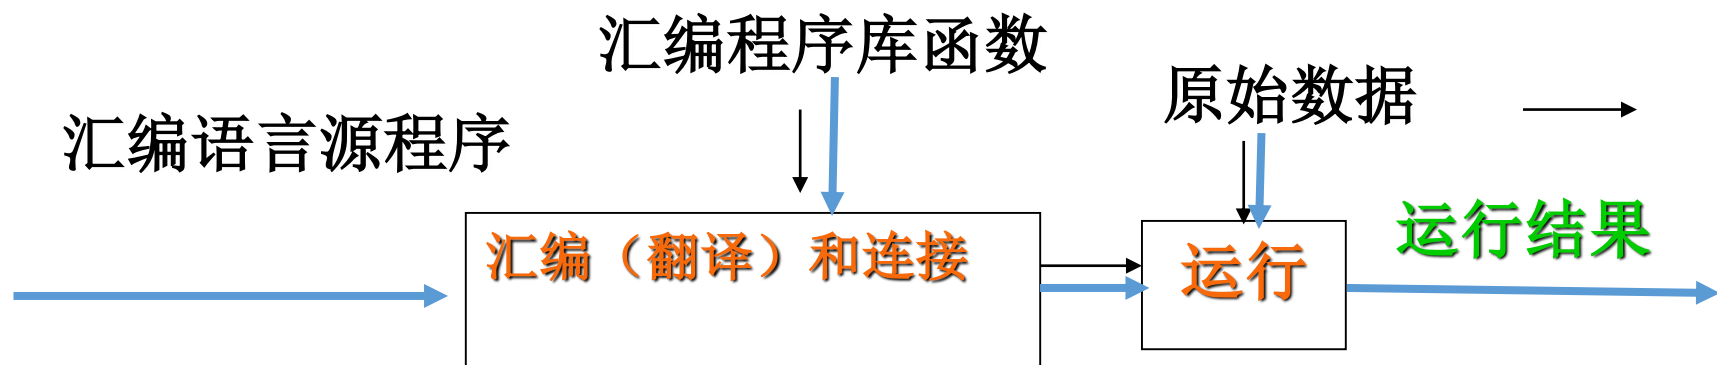 汇编程序库函数
原始数据
汇编语言源程序
运行结果
汇编（翻译）和连接
运行